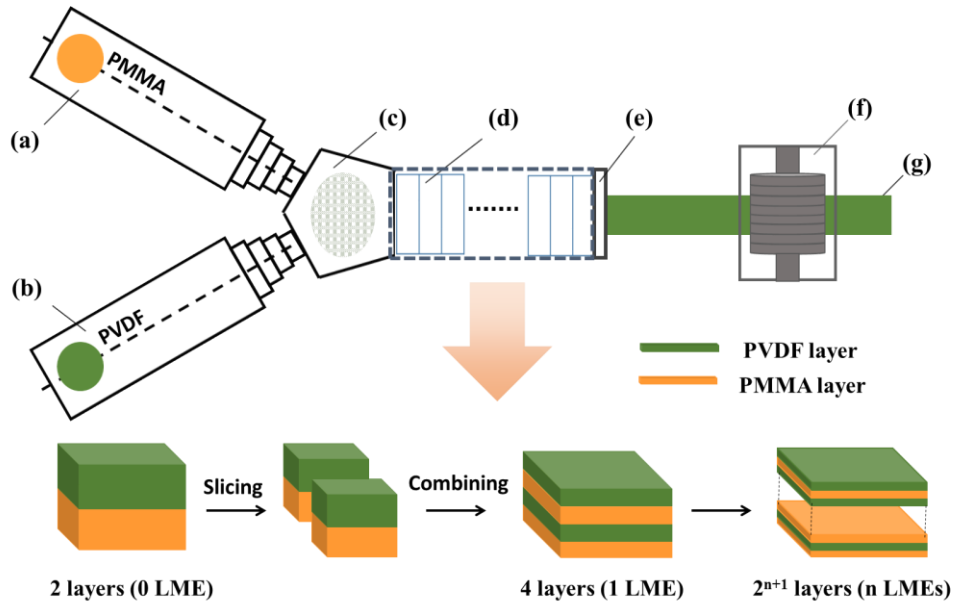 PMMA
(a)
(c)
(d)
(e)
(f)
(g)
.......
(b)
PVDF
PVDF layer
PMMA layer
Slicing
Combining
2 layers (0 LME)
4 layers (1 LME)
2ⁿ⁺¹ layers (n LMEs)